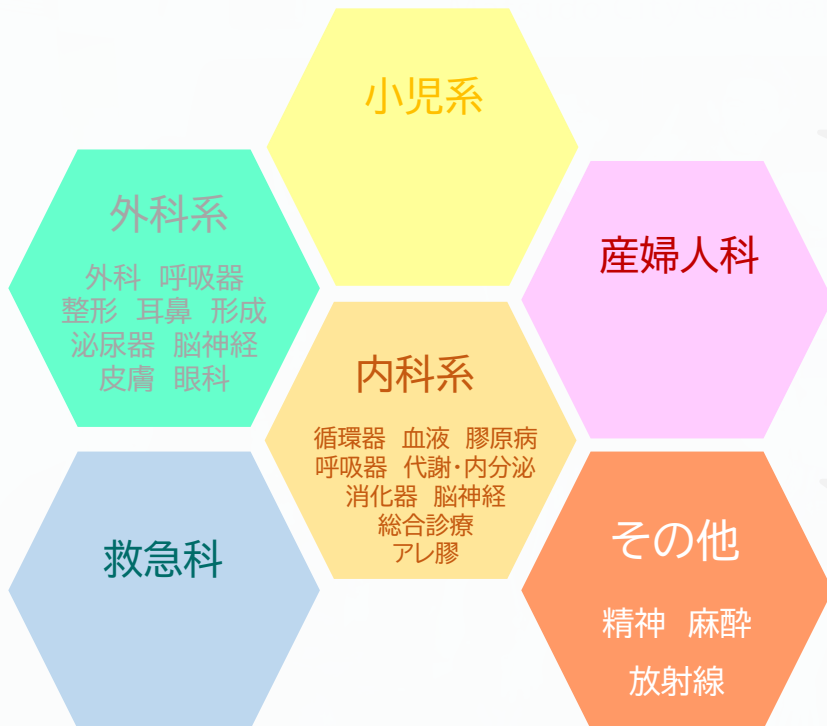 小児系
外科系
外科 呼吸器
整形 耳鼻 形成
泌尿器 脳神経
皮膚 眼科
産婦人科
内科系
循環器 血液 膠原病
呼吸器 代謝・内分泌
消化器 脳神経
総合診療
アレ膠
救急科
その他
精神 麻酔
放射線